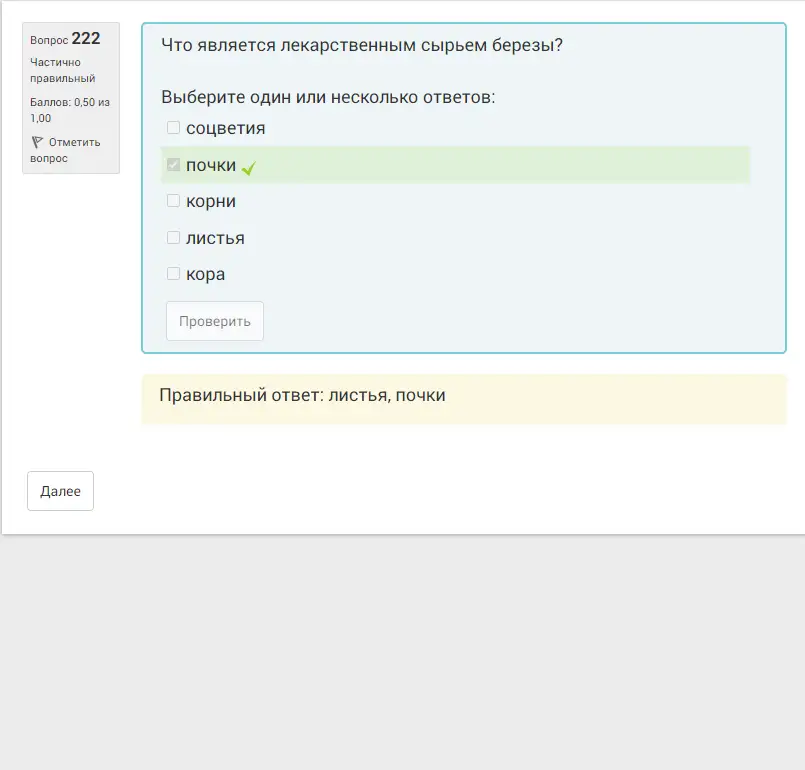 Вопрос 222
Частично
правильный
Баллов: 0,50 из
1,00
Отметить
вопрос
Что является лекарственным сырьем березы?
Выберите один или несколько ответов:
соцветия
почки
корни
листья
кора
Проверить
Правильный ответ: листья, почки
Далее